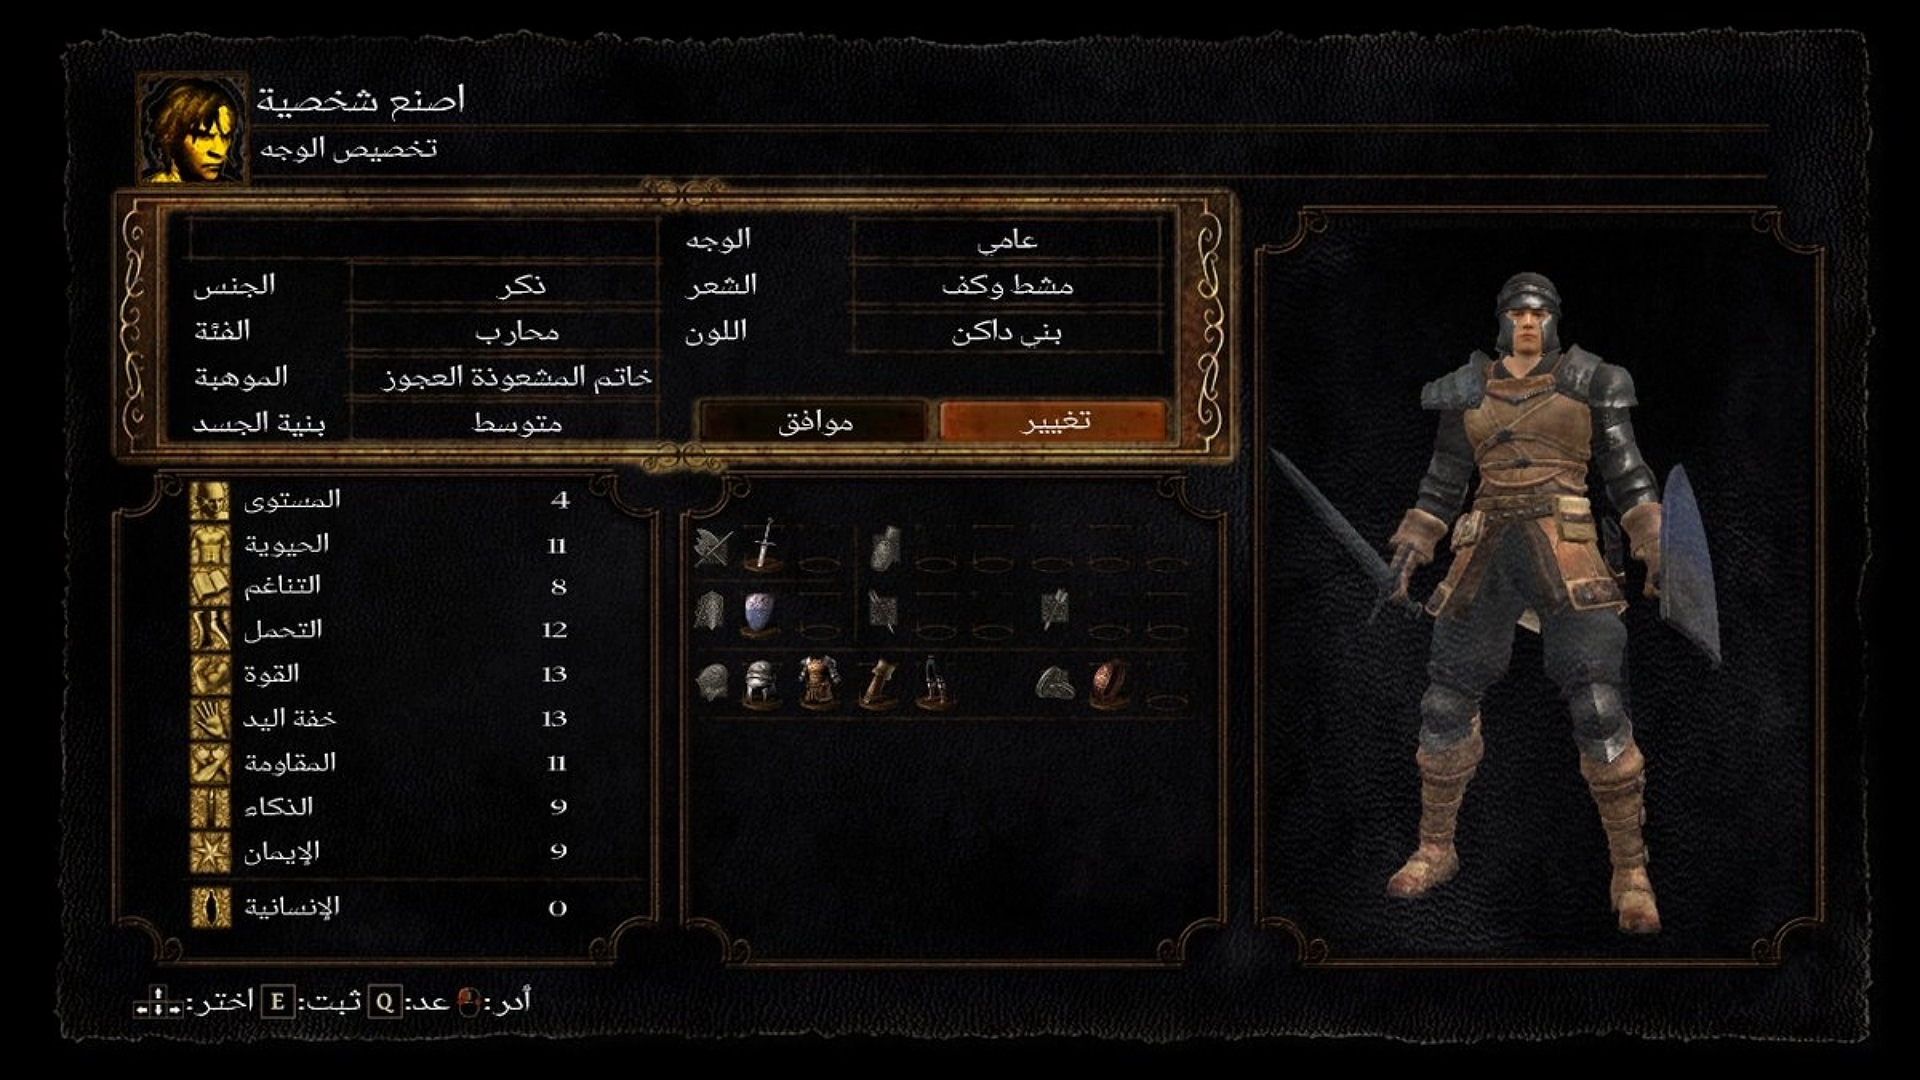 اصنع شخصية
تخصيص الوجه
الوجه عامي
الجنس ذكر الشعر مشط وكف
الفئة محارب اللون بني داكن
الموهبة خاتم المشعوذة العجوز
بنية الجسد متوسط موافق تغيير
المستوى 4
الحيوية 11
التناغم 8
التحمل 12
القوة 13
خفة اليد 13
المقاومة 11
الذكاء 9
الإيمان 9
الإنسانية 0
أدر: عد:Q ثبت:E اختر: